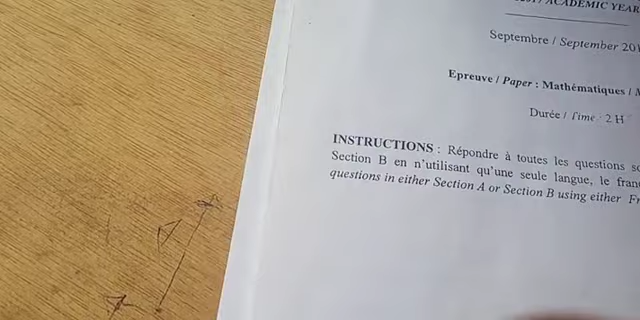 ACADEMIC YEAR
Septembre / September 201
Epreuve / Paper : Mathématiques /
Durée / Time : 2 H
INSTRUCTIONS : Répondre à toutes les questions
Section B en n'utilisant qu'une seule langue, le
questions in either Section A or Section B using either